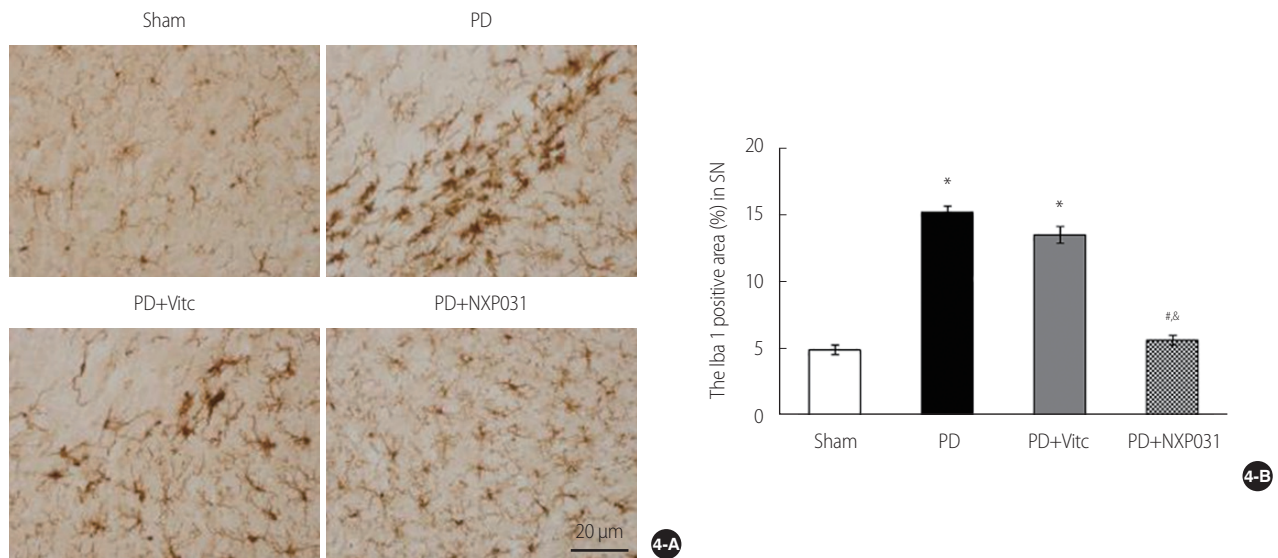 Sham
PD
PD+Vitc
PD+NXP031
20 μm
4-A
The Iba 1 positive area (%) in SN
20
15
10
5
0
*
*
#,&
Sham
PD
PD+Vitc
PD+NXP031
4-B